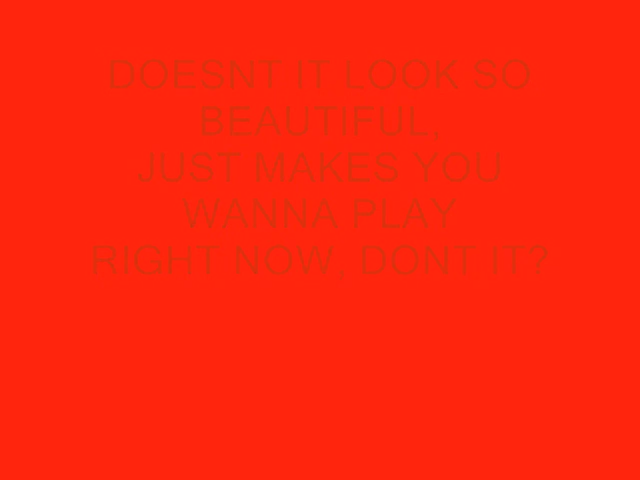 DOESNT IT LOOK SO
BEAUTIFUL,
JUST MAKES YOU
WANNA PLAY
RIGHT NOW, DONT IT?